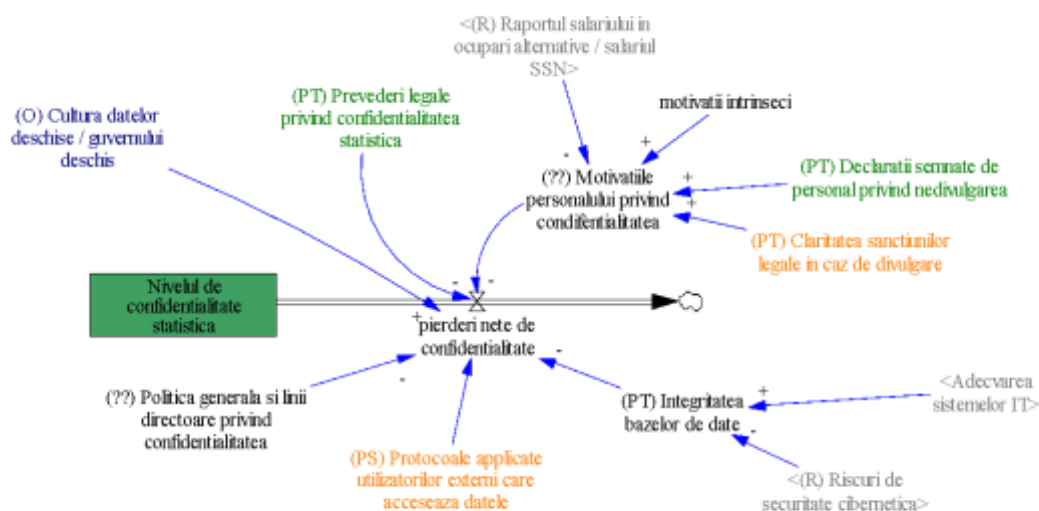 <(R) Raportul salariului in
ocupari alternative / salariul
SSN>
(PT) Prevederi legale
privind confidentialitatea
statistica
motivatii intrinseci
(O) Cultura datelor
deschise / guvernului
deschis
+
-
(??) Motivatiile
personalului privind
condifentialitatea
+
+
(PT) Declaratii semnate de
personal privind nedivulgarea
(PT) Claritatea sanctiunilor
legale in caz de divulgare
Nivelul de
confidentialitate
statistica
-
-
+
pierderi nete de
confidentialitate
-
-
(??) Politica generala si linii
directoare privind
confidentialitatea
(PT) Integritatea
bazelor de date
+
-
<Adecvarea
sistemelor IT>
(PS) Protocoale applicate
utilizatorilor externi care
acceseaza datele
<(R) Riscuri de
securitate cibernetica>